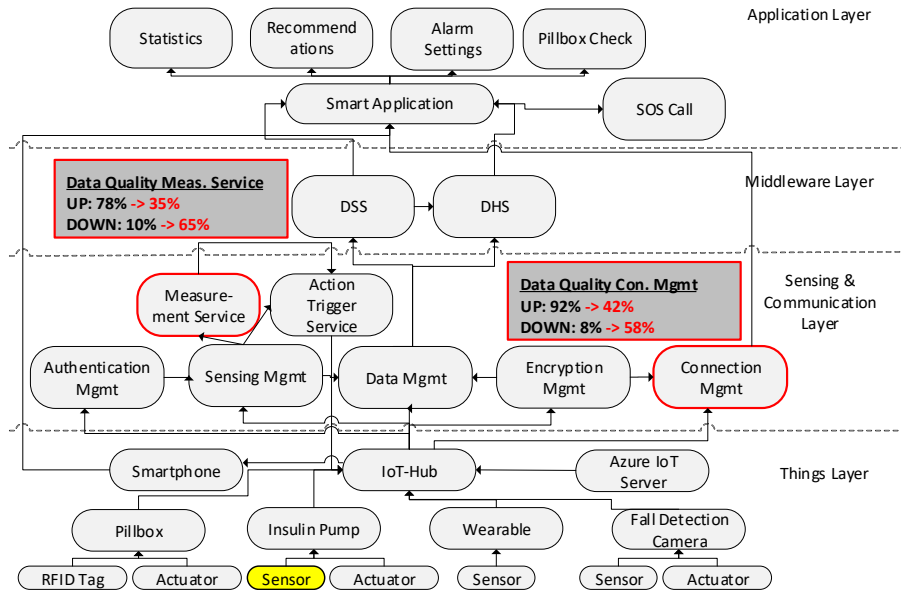 Application Layer
Statistics
Recommend
ations
Alarm
Settings
Pillbox Check
Smart Application
SOS Call
Data Quality Meas. Service
UP: 78% -> 35%
DOWN: 10% -> 65%
Middleware Layer
DSS
DHS
Measure-
ment Service
Action
Trigger
Service
Data Quality Con. Mgmt
UP: 92% -> 42%
DOWN: 8% -> 58%
Sensing &
Communication
Layer
Authentication
Mgmt
Sensing Mgmt
Data Mgmt
Encryption
Mgmt
Connection
Mgmt
Smartphone
IoT-Hub
Azure IoT
Server
Things Layer
Pillbox
Insulin Pump
Wearable
Fall Detection
Camera
RFID Tag
Actuator
Sensor
Actuator
Sensor
Sensor
Actuator